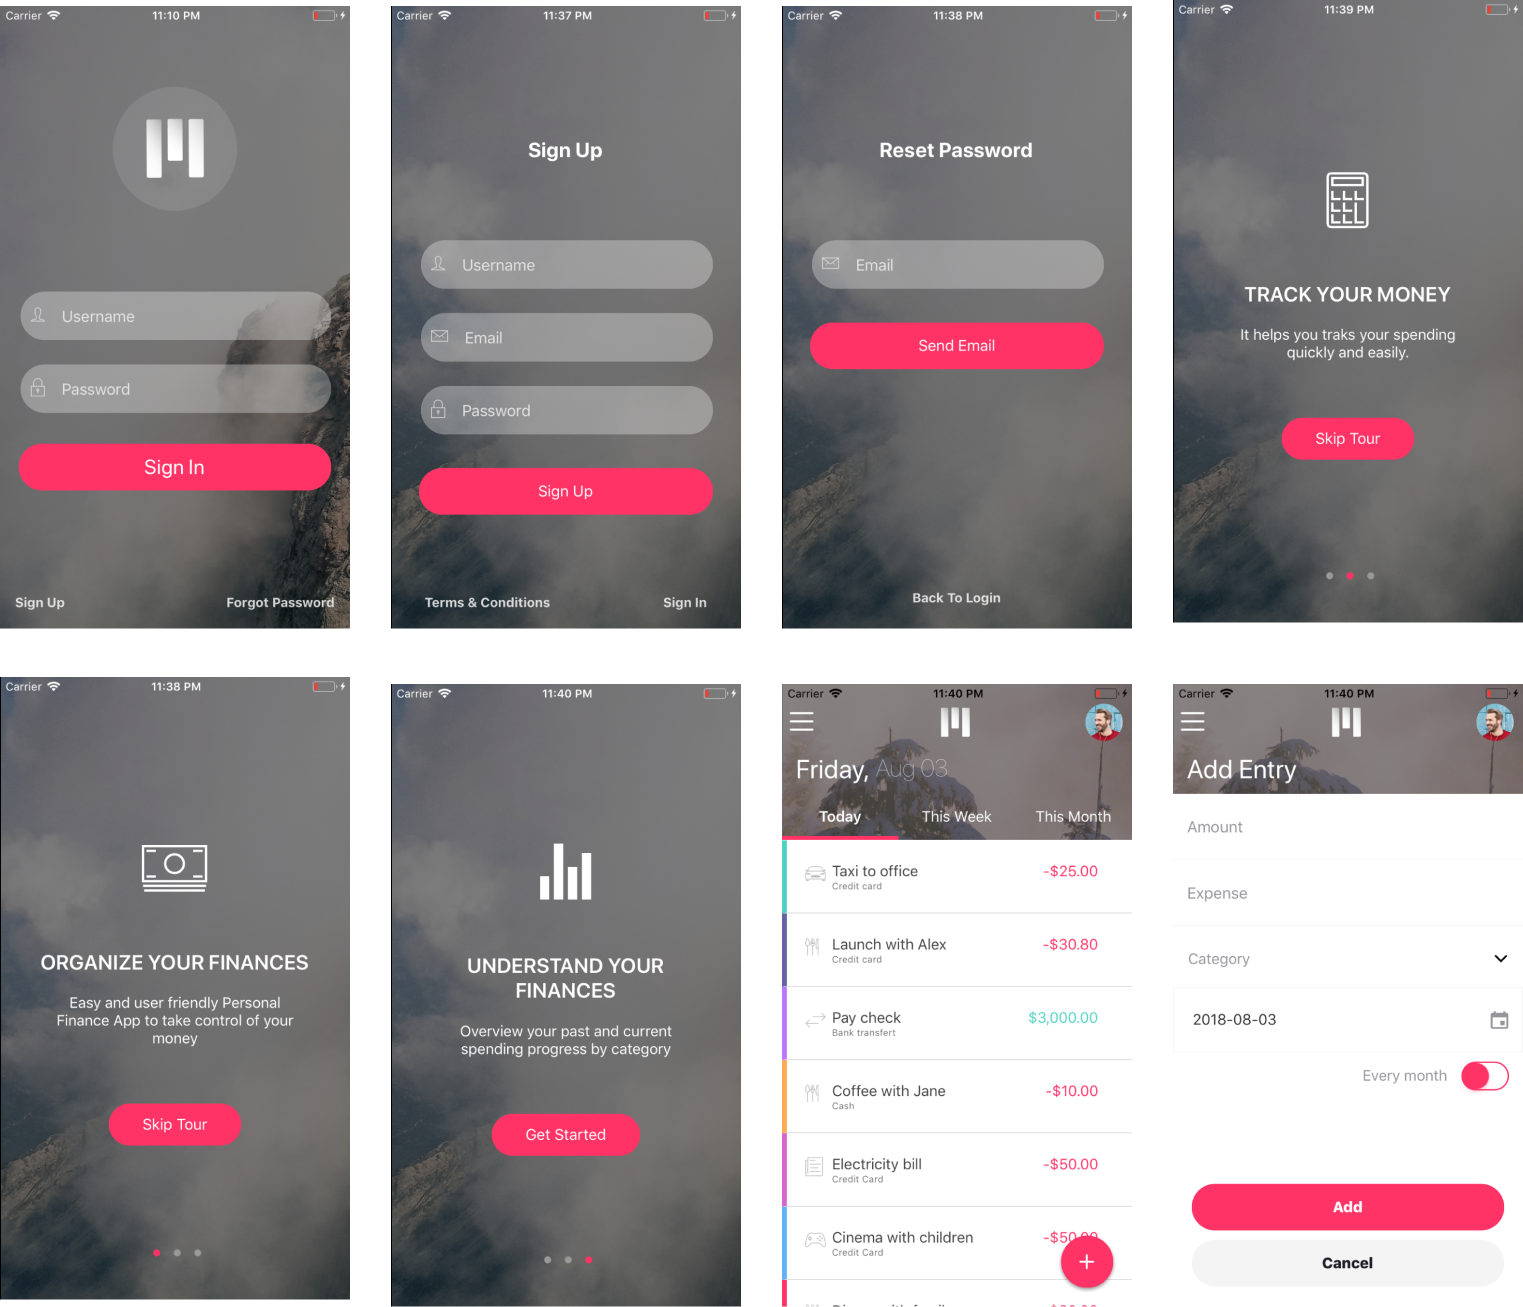 Carrier 11:10 PM
Username
Password
Sign In
Sign Up Forgot Password
Carrier 11:37 PM
Sign Up
Username
Email
Password
Sign Up
Terms & Conditions Sign In
Carrier 11:38 PM
Reset Password
Email
Send Email
Back To Login
Carrier 11:39 PM
TRACK YOUR MONEY
It helps you traks your spending
quickly and easily.
Skip Tour
Carrier 11:38 PM
ORGANIZE YOUR FINANCES
Easy and user friendly Personal
Finance App to take control of your
money
Skip Tour
Carrier 11:40 PM
UNDERSTAND YOUR
FINANCES
Overview your past and current
spending progress by category
Get Started
Carrier 11:40 PM
Friday, Aug 03
Today This Week This Month
Taxi to office -$25.00
Credit card
Launch with Alex -$30.80
Credit card
Pay check $3,000.00
Bank transfert
Coffee with Jane -$10.00
Cash
Electricity bill -$50.00
Credit Card
Cinema with children -$50
Credit Card
Carrier 11:40 PM
Add Entry
Amount
Expense
Category
2018-08-03
Every month
Add
Cancel